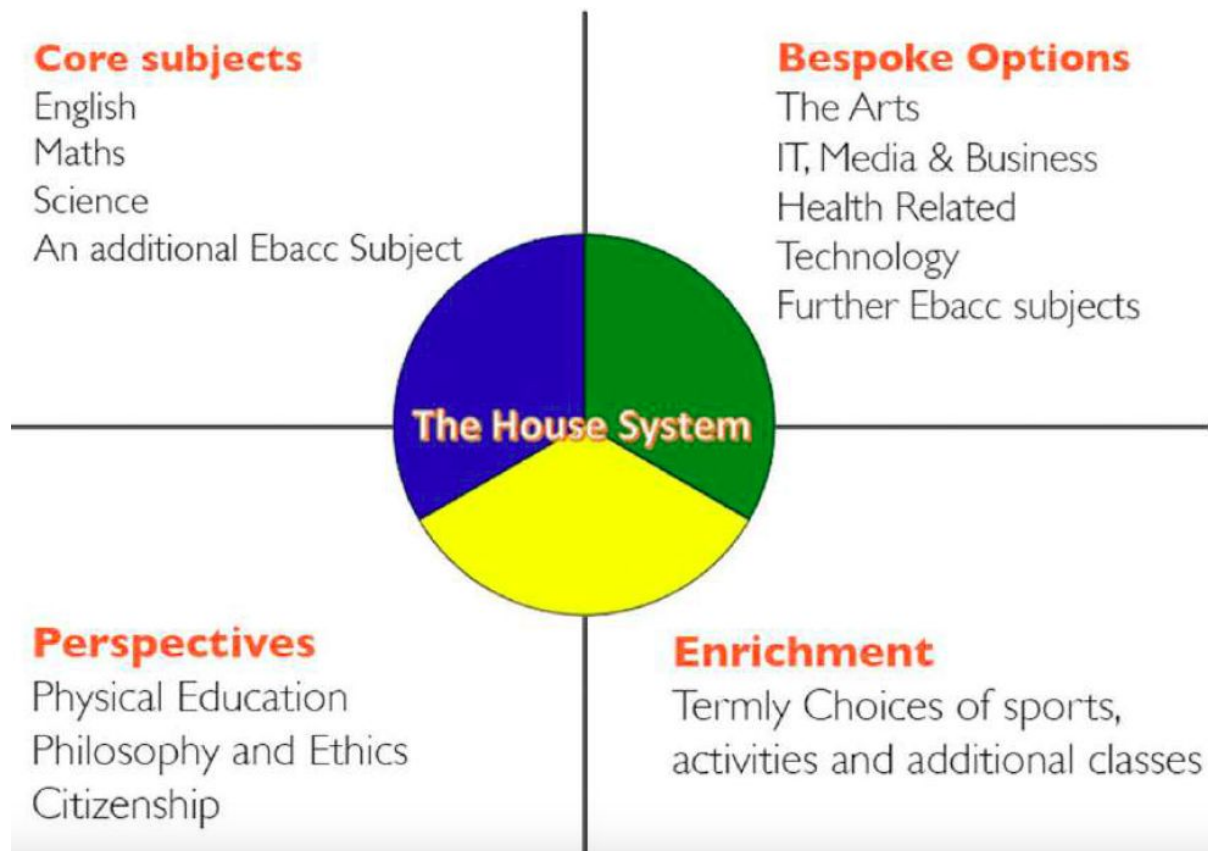 Core subjects
English
Maths
Science
An additional Ebacc Subject
Bespoke Options
The Arts
IT, Media & Business
Health Related
Technology
Further Ebacc subjects
The House System
Perspectives
Physical Education
Philosophy and Ethics
Citizenship
Enrichment
Termly Choices of sports,
activities and additional classes